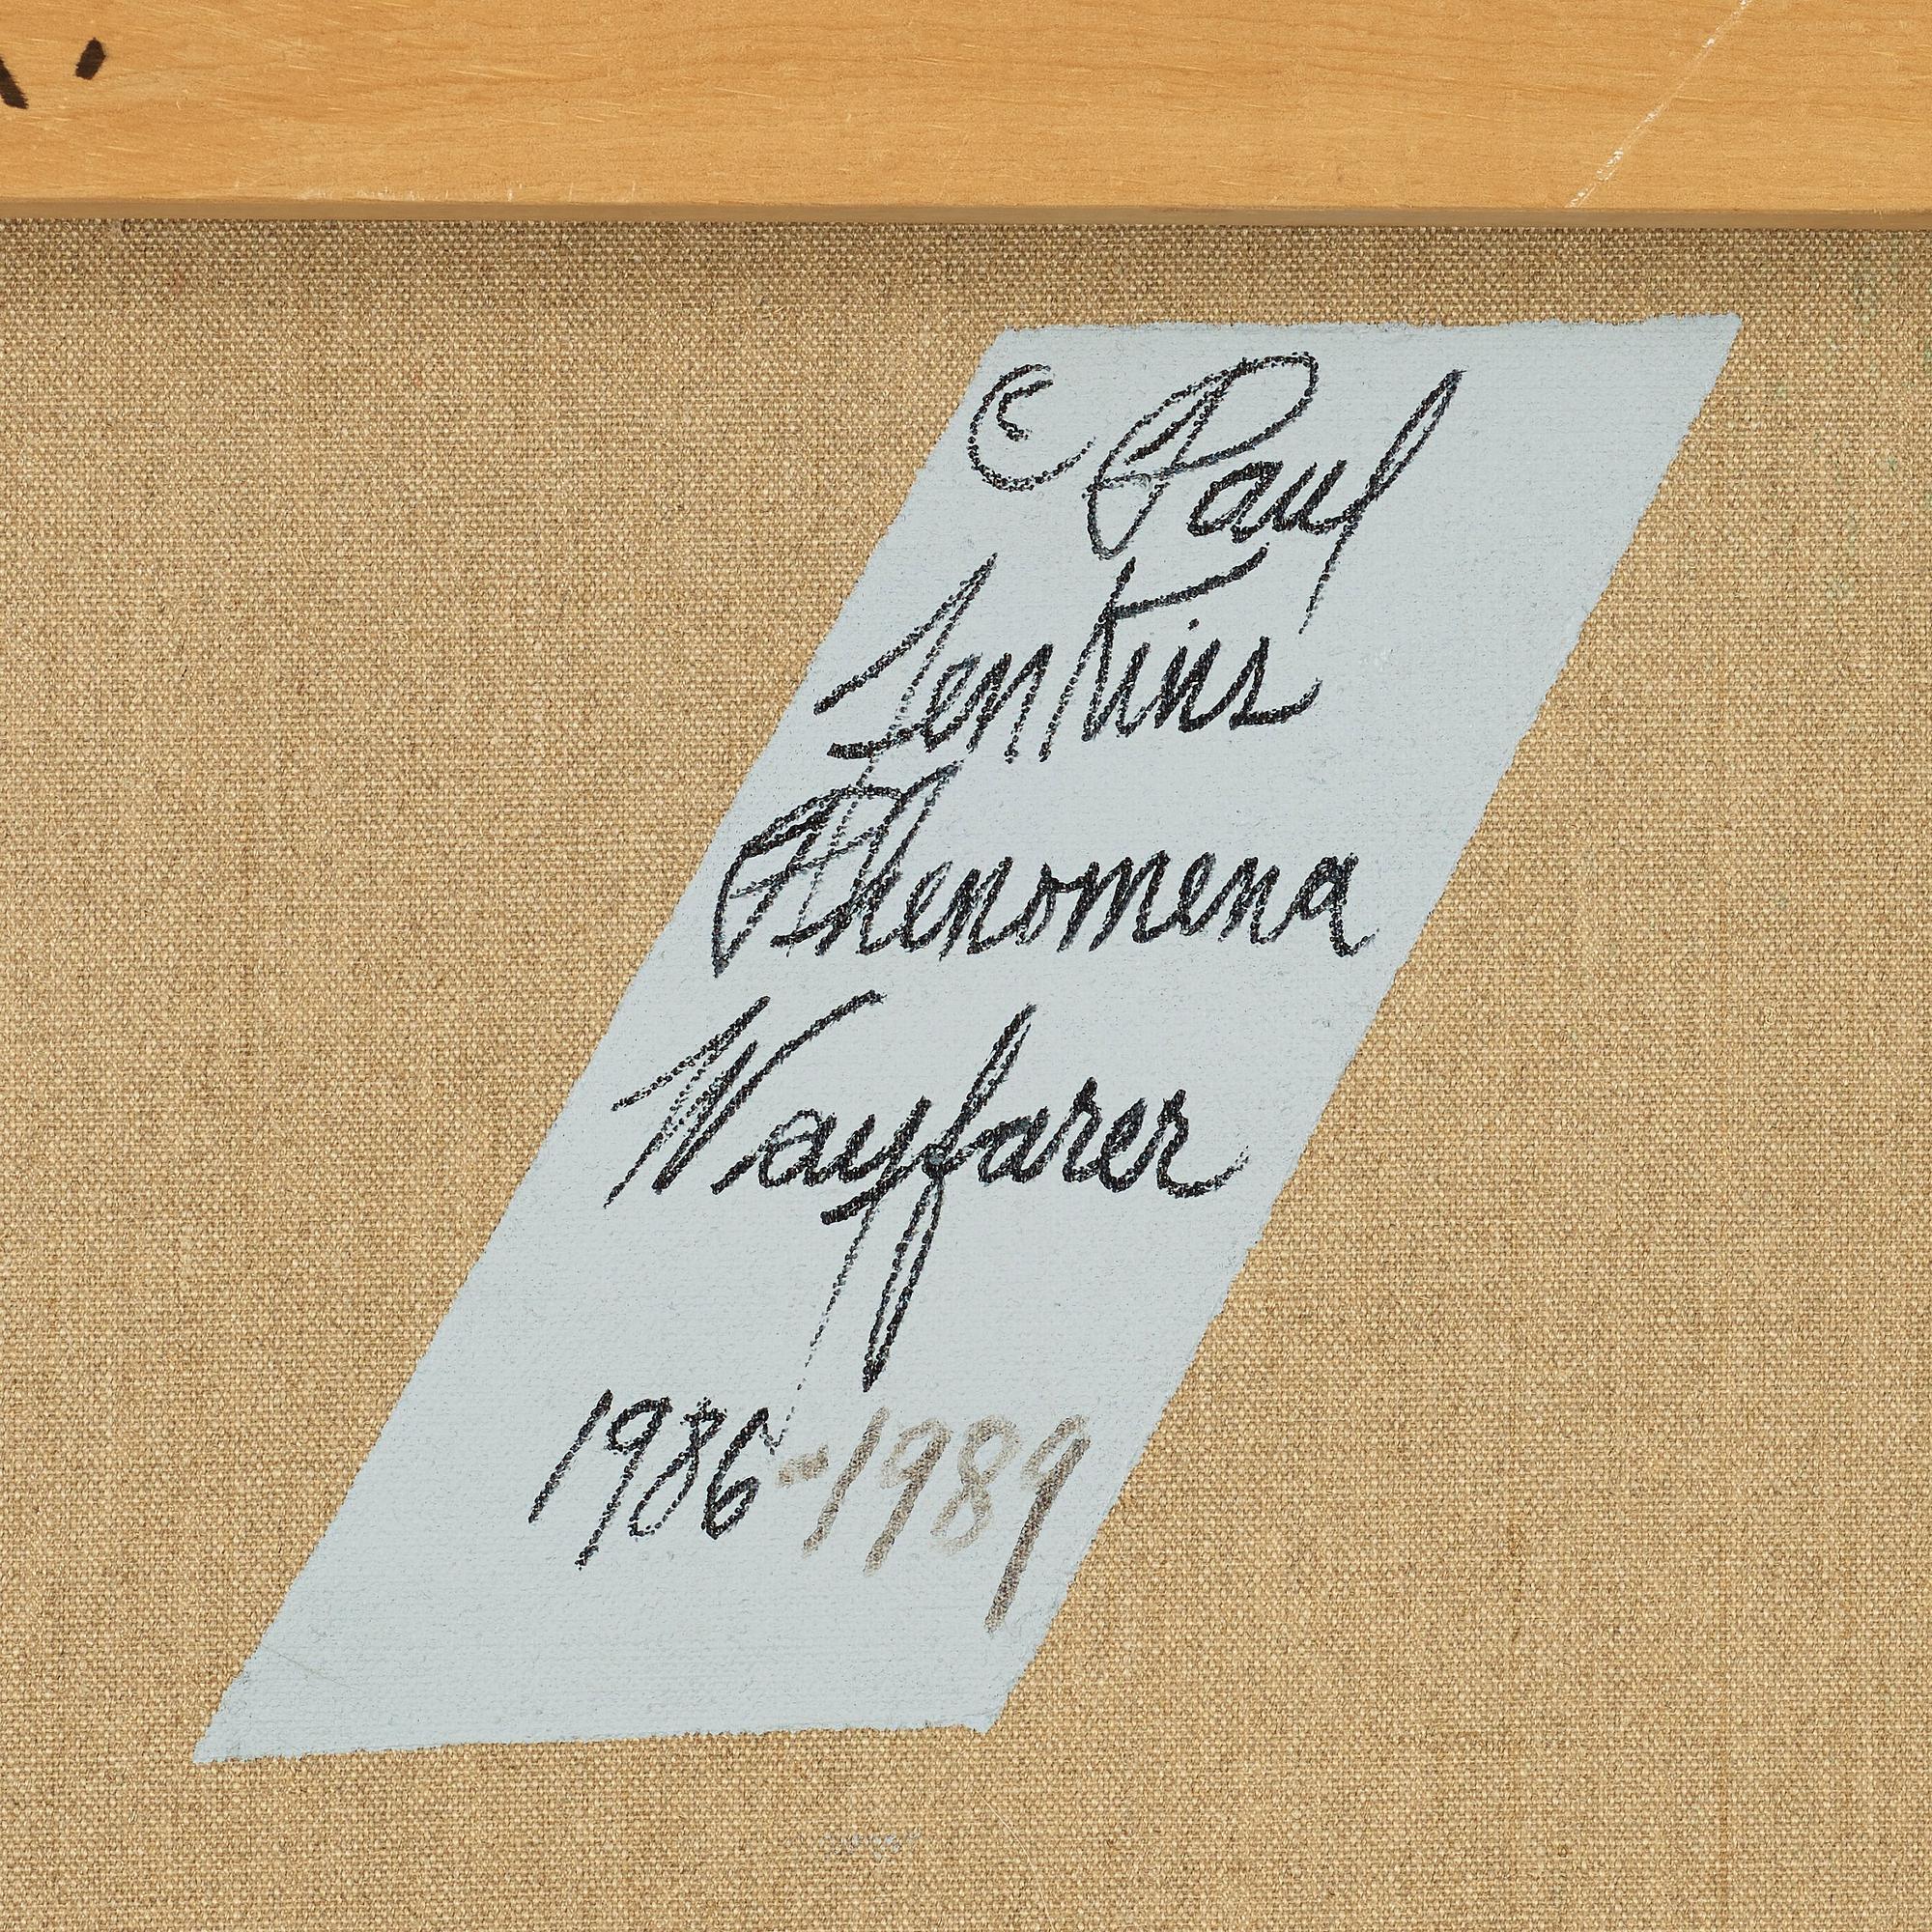 © Paul
Jenkins
Phenomena
Wayfarer
1986-1989